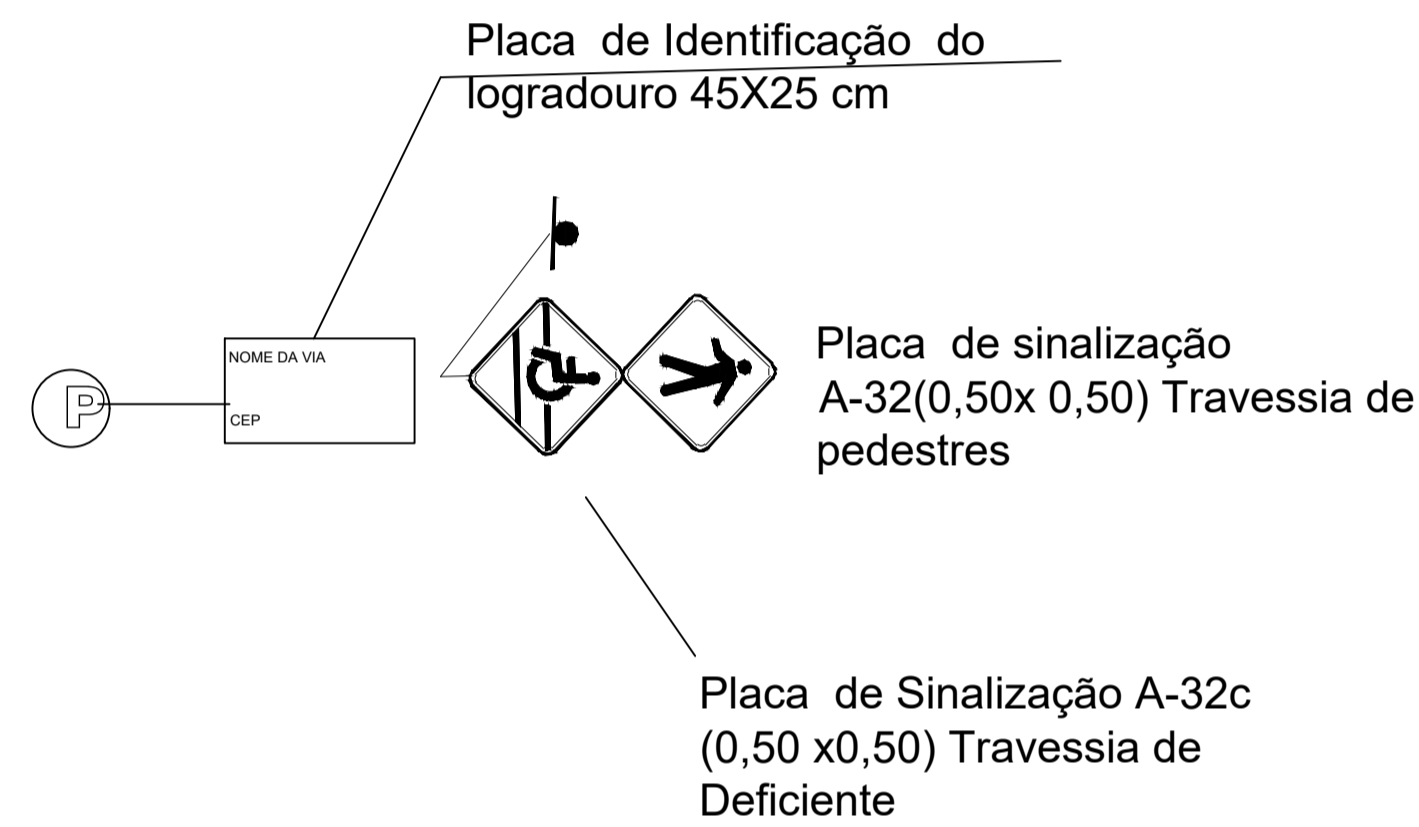 Placa de Identificação do
logradouro 45X25 cm
NOME DA VIA
P
CEP
Placa de sinalização
A-32(0,50x 0,50) Travessia de
pedestres
Placa de Sinalização A-32c
(0,50 x0,50) Travessia de
Deficiente